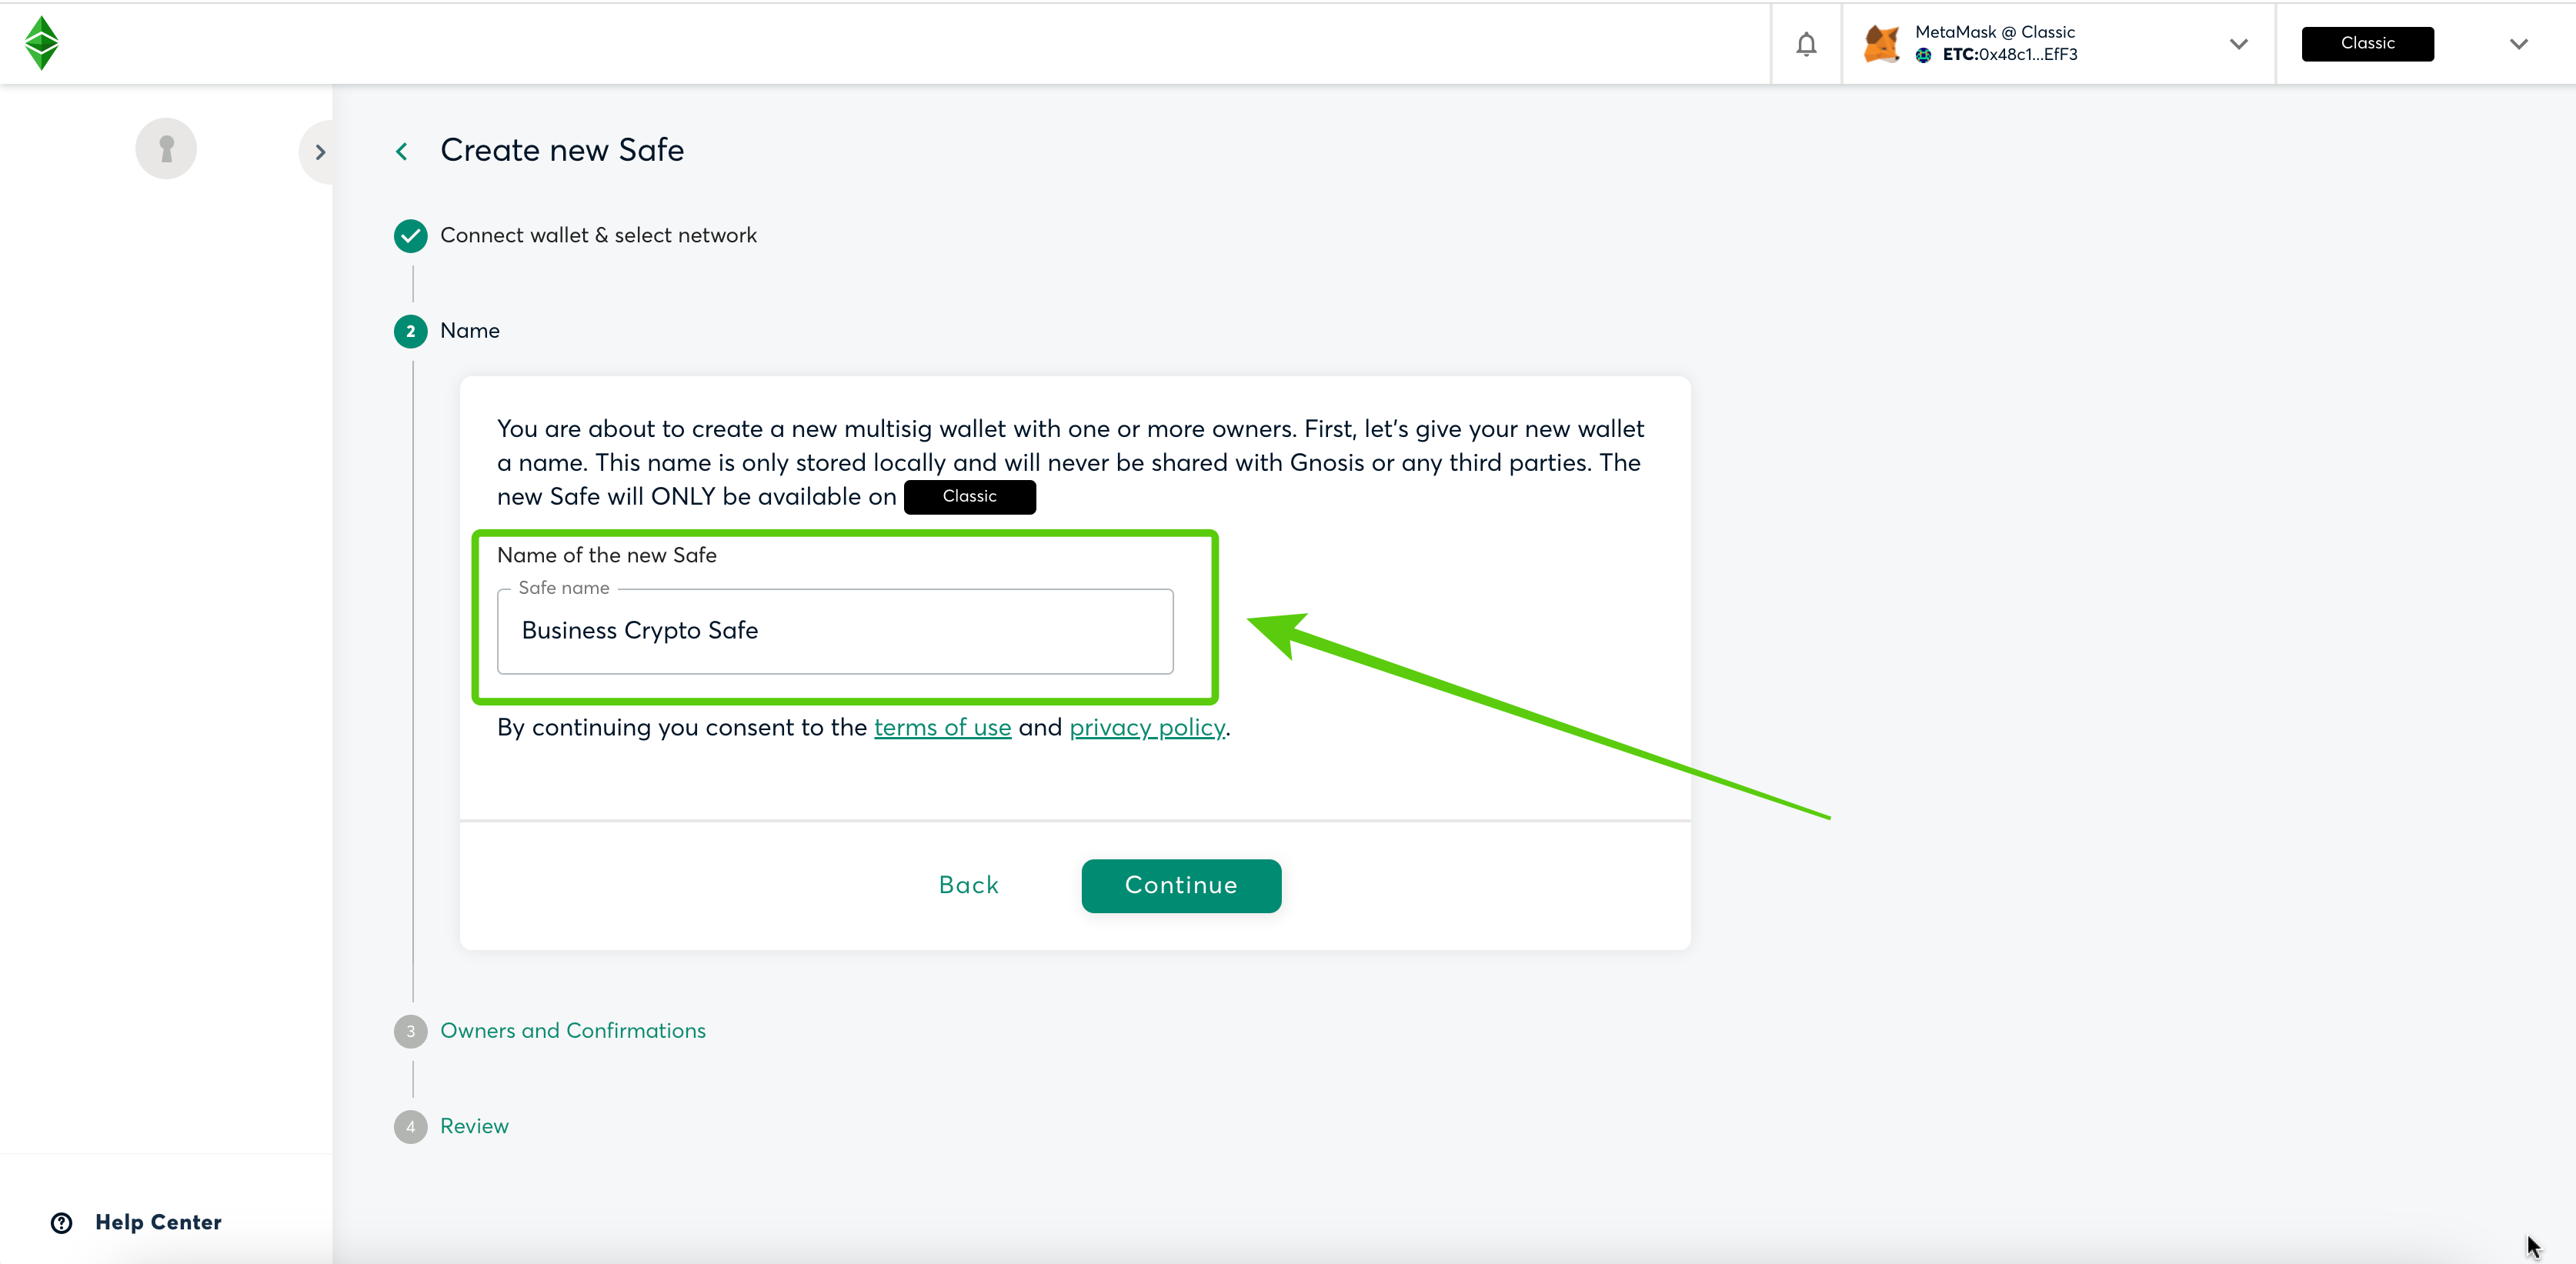 MetaMask @ Classic
ETC:0x48c1...EfF3
Classic
Create new Safe
Connect wallet & select network
2 Name
You are about to create a new multisig wallet with one or more owners. First, let's give your new wallet
a name. This name is only stored locally and will never be shared with Gnosis or any third parties. The
new Safe will ONLY be available on Classic
Name of the new Safe
Safe name
Business Crypto Safe
By continuing you consent to the terms of use and privacy policy.
Back
Continue
3 Owners and Confirmations
4 Review
? Help Center